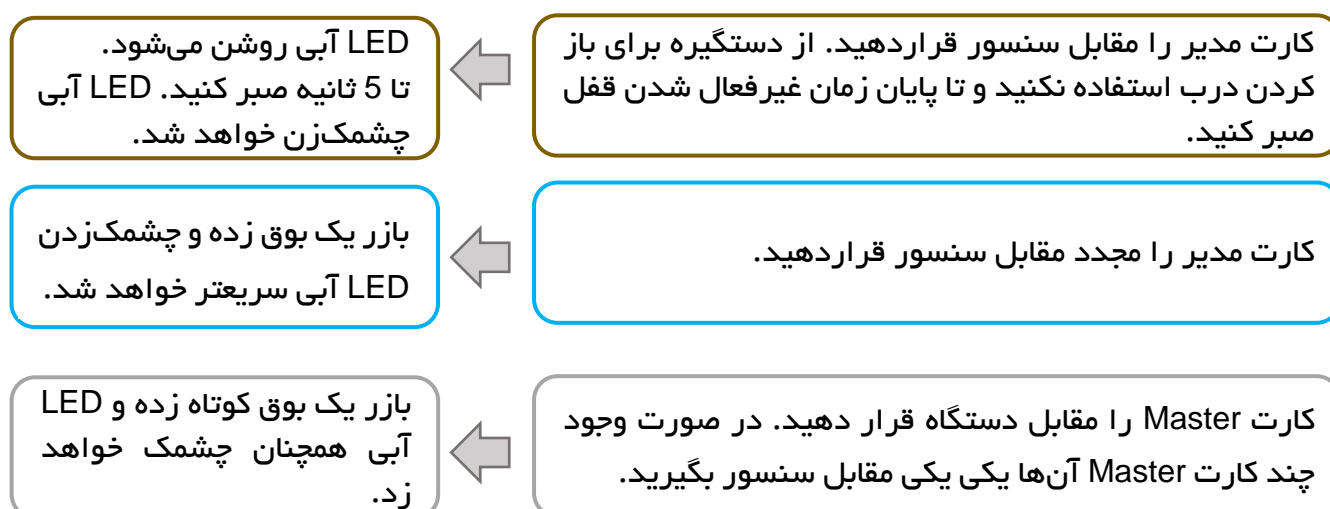 کارت مدیر را مقابل سنسور قراردهید. از دستگیره برای باز
کردن درب استفاده نکنید و تا پایان زمان غیرفعال شدن قفل
صبر کنید.
LED آبی روشن می‌شود.
تا 5 ثانیه صبر کنید. LED آبی
چشمک‌زن خواهد شد.
کارت مدیر را مجدد مقابل سنسور قراردهید.
بازر یک بوق زده و چشمک‌زدن
LED آبی سریعتر خواهد شد.
کارت Master را مقابل دستگاه قرار دهید. در صورت وجود
چند کارت Master آن‌ها یکی یکی مقابل سنسور بگیرید.
بازر یک بوق کوتاه زده و LED
آبی همچنان چشمک خواهد
زد.